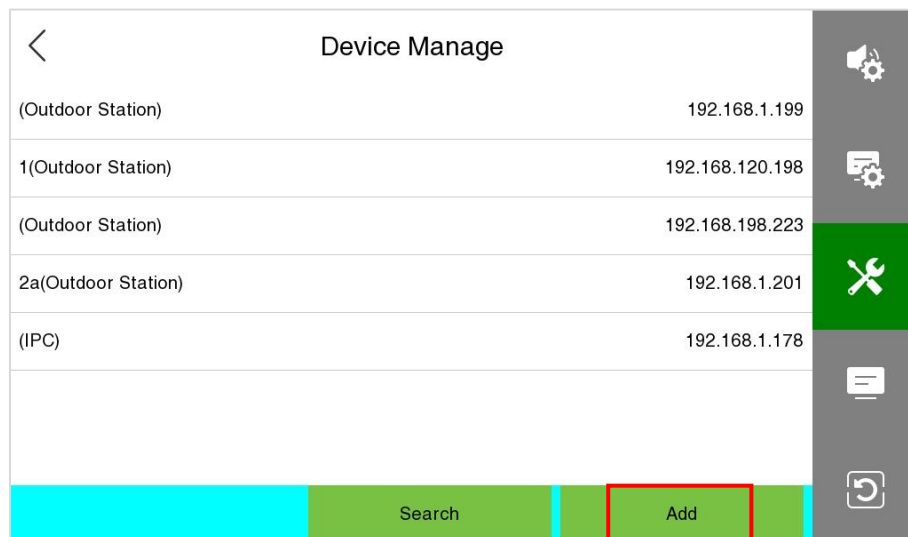 Device Manage
(Outdoor Station) 192.168.1.199
1(Outdoor Station) 192.168.120.198
(Outdoor Station) 192.168.198.223
2a(Outdoor Station) 192.168.1.201
(IPC) 192.168.1.178
Search Add